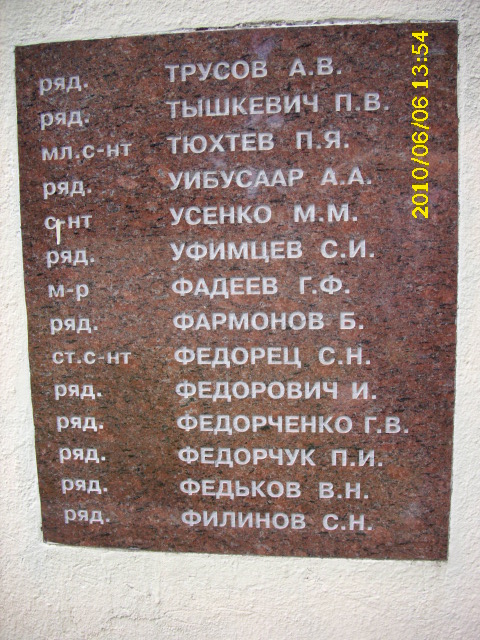 ряд. ТРУСОВ А.В.
ряд. ТЫШКЕВИЧ П.В.
мл.с-нт ТЮХТЕВ П.Я.
ряд. УИБУСААР А.А.
с-нт УСЕНКО М.М.
ряд. УФИМЦЕВ С.И.
м-р ФАДЕЕВ Г.Ф.
ряд. ФАРМОНОВ Б.
ст.с-нт ФЕДОРЕЦ С.Н.
ряд. ФЕДОРОВИЧ И.
ряд. ФЕДОРЧЕНКО Г.В.
ряд. ФЕДОРЧУК П.И.
ряд. ФЕДЬКОВ В.Н.
ряд. ФИЛИНОВ С.Н.
2010/06/06 13:54